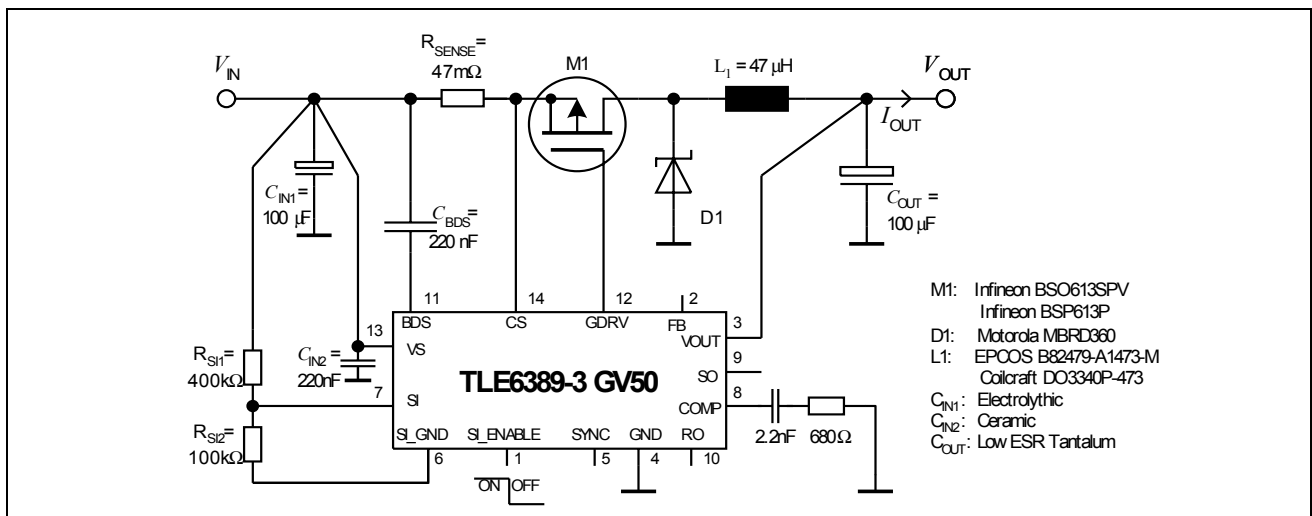 R_SENSE=
47mΩ
M1
L₁ = 47 µH
V_IN
V_OUT
I_OUT
C_IN1=
100 µF
C_BDS=
220 nF
D1
C_OUT=
100 µF
11
14
12
2
BDS
CS
GDRV
FB
13
VS
VOUT
3
R_SI1=
400kΩ
C_IN2=
220nF
9
SO
7
SI
TLE6389-3 GV50
8
COMP
2.2nF
680Ω
R_SI2=
100kΩ
SI_GND
SI_ENABLE
SYNC
GND
RO
6
1
5
4
10
ON
OFF
M1: Infineon BSO613SPV
Infineon BSP613P
D1: Motorola MBRD360
L1: EPCOS B82479-A1473-M
Coilcraft DO3340P-473
C_IN1: Electrolythic
C_IN2: Ceramic
C_OUT: Low ESR Tantalum